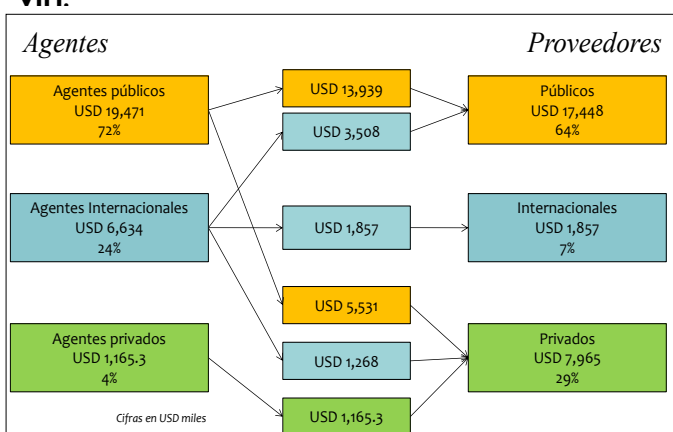 VIH.
Agentes
Proveedores
Agentes públicos
USD 19,471
72%
USD 13,939
USD 3,508
Públicos
USD 17,448
64%
Agentes Internacionales
USD 6,634
24%
USD 1,857
Internacionales
USD 1,857
7%
USD 5,531
Agentes privados
USD 1,165.3
4%
USD 1,268
Privados
USD 7,965
29%
Cifras en USD miles
USD 1,165.3